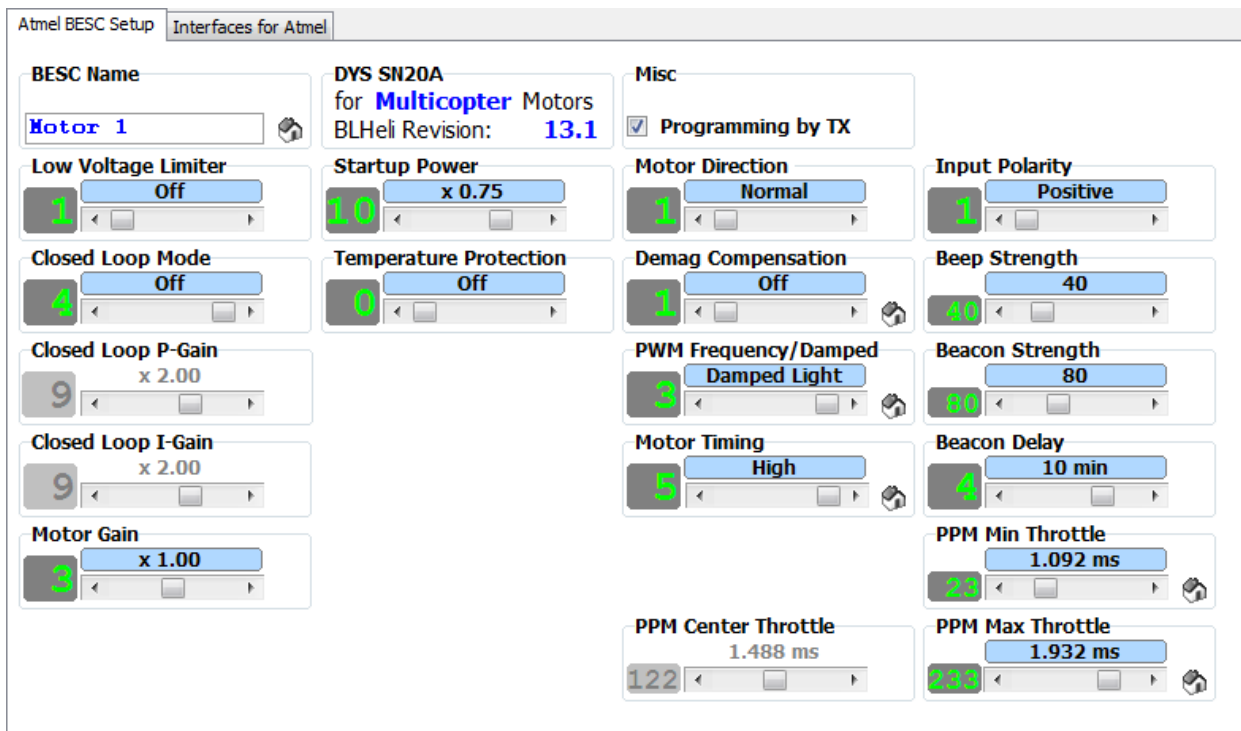 Atmel BESC Setup
Interfaces for Atmel
BESC Name
Motor 1
DYS SN20A
for Multicopter Motors
BLHeli Revision: 13.1
Misc
Programming by TX
Low Voltage Limiter
Off
1
Startup Power
x 0.75
10
Motor Direction
Normal
1
Input Polarity
Positive
1
Closed Loop Mode
Off
4
Temperature Protection
Off
0
Demag Compensation
Off
1
Beep Strength
40
40
Closed Loop P-Gain
x 2.00
9
PWM Frequency/Damped
Damped Light
3
Beacon Strength
80
80
Closed Loop I-Gain
x 2.00
9
Motor Timing
High
5
Beacon Delay
10 min
4
Motor Gain
x 1.00
3
PPM Min Throttle
1.092 ms
23
PPM Center Throttle
1.488 ms
122
PPM Max Throttle
1.932 ms
233